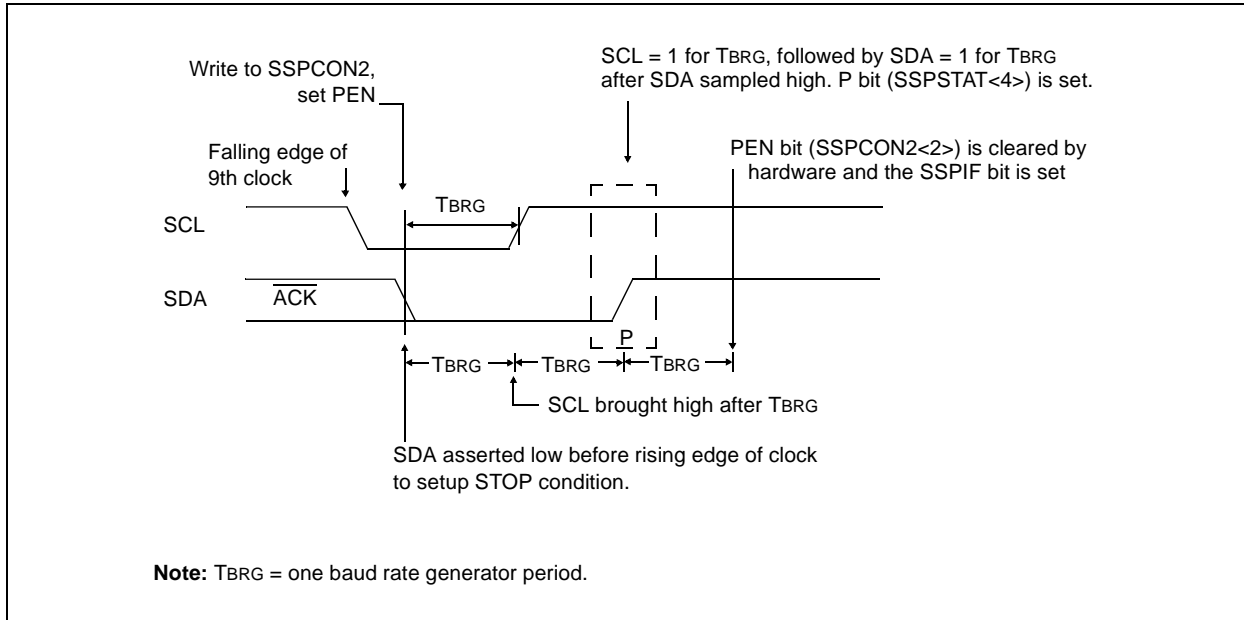 Write to SSPCON2,
set PEN
SCL = 1 for TBRG, followed by SDA = 1 for TBRG
after SDA sampled high. P bit (SSPSTAT<4>) is set.
PEN bit (SSPCON2<2>) is cleared by
hardware and the SSPIF bit is set
Falling edge of
9th clock
TBRG
SCL
SDA
ACK
P
TBRG
TBRG
TBRG
SCL brought high after TBRG
SDA asserted low before rising edge of clock
to setup STOP condition.
Note: TBRG = one baud rate generator period.